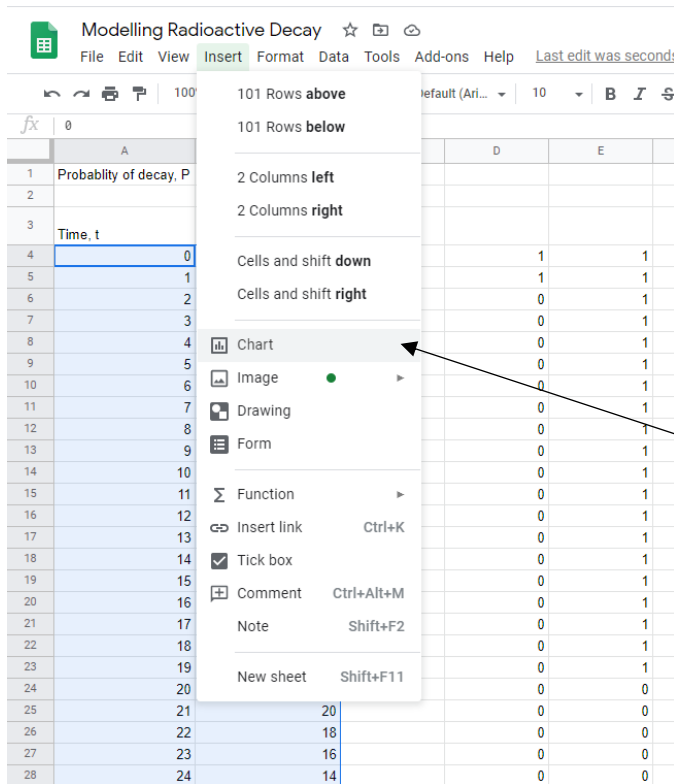 Modelling Radioactive Decay
File Edit View Insert Format Data Tools Add-ons Help Last edit was seconds
100 efault (Ari... 10 B I S
fx 0
101 Rows above
101 Rows below
2 Columns left
2 Columns right
Cells and shift down
Cells and shift right
Chart
Image
Drawing
Form
Σ Function
Insert link Ctrl+K
Tick box
Comment Ctrl+Alt+M
Note Shift+F2
New sheet Shift+F11
A D E
1 Probablity of decay, P
2
3 Time, t
4 0 1 1
5 1 1 1
6 2 0 1
7 3 0 1
8 4 0 1
9 5 0 1
10 6 0 1
11 7 0 1
12 8 0 1
13 9 0 1
14 10 0 1
15 11 0 1
16 12 0 1
17 13 0 1
18 14 0 1
19 15 0 1
20 16 0 1
21 17 0 1
22 18 0 1
23 19 0 1
24 20 0 0
25 21 20 0 0
26 22 18 0 0
27 23 16 0 0
28 24 14 0 0